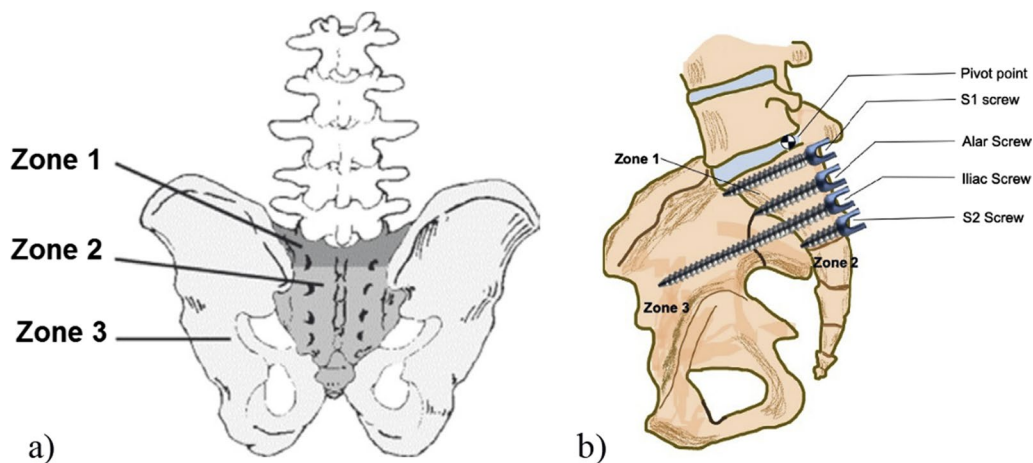 Zone 1
Zone 2
Zone 3
a)
Pivot point
S1 screw
Alar Screw
Iliac Screw
S2 Screw
Zone 1
Zone 2
Zone 3
b)